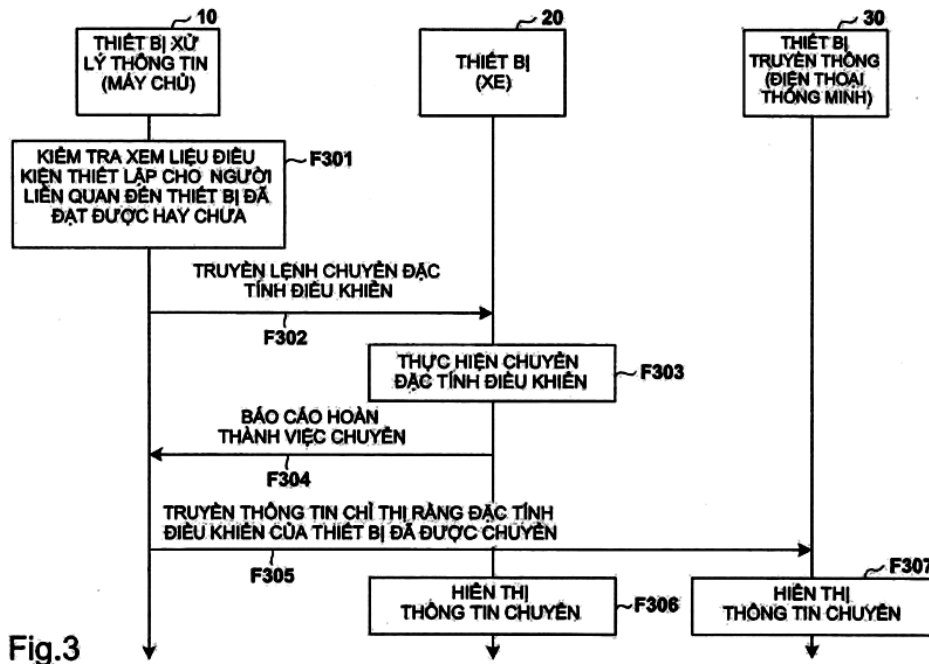 10
20
30
THIẾT BỊ XỬ
LÝ THÔNG TIN
(MÁY CHỦ)
THIẾT BỊ
(XE)
THIẾT BỊ
TRUYỀN THÔNG
(ĐIỆN THOẠI
THÔNG MINH)
KIỂM TRA XEM LIỆU ĐIỀU
KIỆN THIẾT LẬP CHO NGƯỜI
LIÊN QUAN ĐẾN THIẾT BỊ ĐÃ
ĐẠT ĐƯỢC HAY CHƯA
F301
TRUYỀN LỆNH CHUYỂN ĐẶC
TÍNH ĐIỀU KHIỂN
F302
THỰC HIỆN CHUYỂN
ĐẶC TÍNH ĐIỀU KHIỂN
F303
BÁO CÁO HOÀN
THÀNH VIỆC CHUYỂN
F304
TRUYỀN THÔNG TIN CHỈ THỊ RẰNG ĐẶC TÍNH
ĐIỀU KHIỂN CỦA THIẾT BỊ ĐÃ ĐƯỢC CHUYỂN
F305
HIỂN THỊ
THÔNG TIN CHUYỂN
F306
HIỂN THỊ
THÔNG TIN CHUYỂN
F307
Fig.3